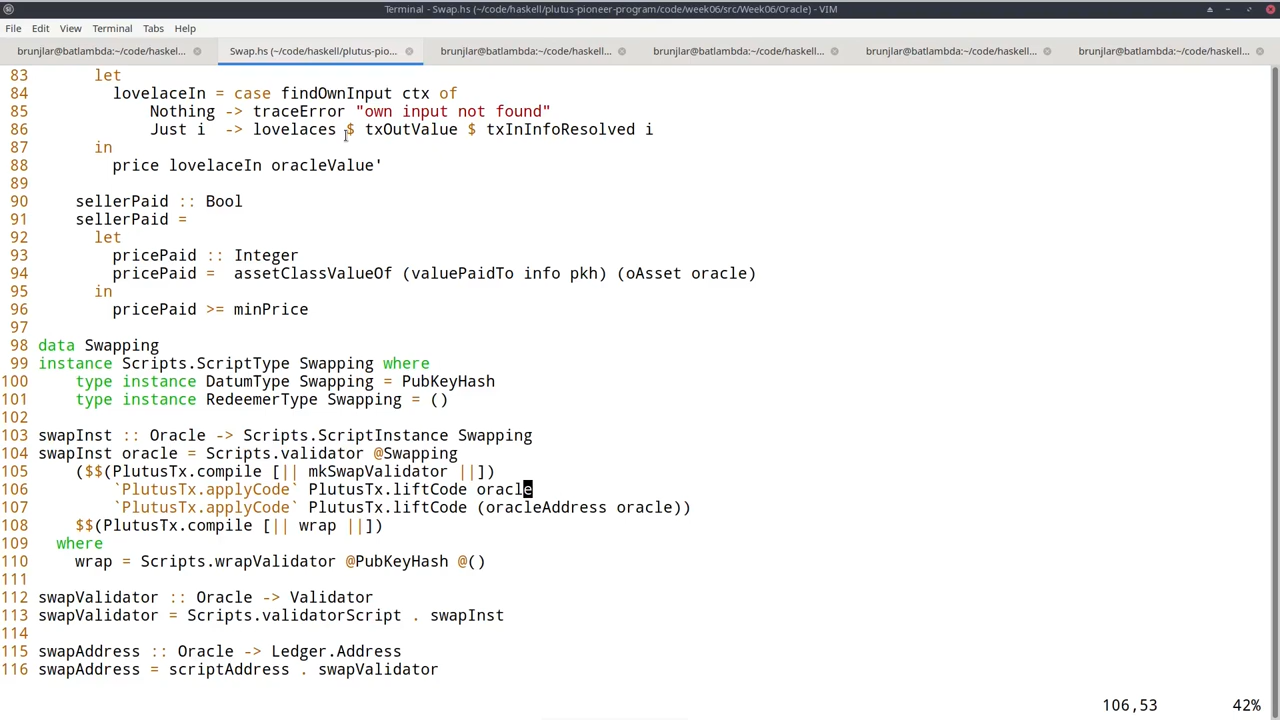 Terminal - Swap.hs (~/code/haskell/plutus-pioneer-program/code/week06/src/Week06/Oracle) - VIM
File Edit View Terminal Tabs Help
brunjlar@batlambda:~/code/haskell... Swap.hs (~/code/haskell/plutus-pio... brunjlar@batlambda:~/code/haskell... brunjlar@batlambda:~/code/haskell... brunjlar@batlambda:~/code/haskell... brunjlar@batlambda:~/code/haskell...
83       let
84         lovelaceIn = case findOwnInput ctx of
85             Nothing -> traceError "own input not found"
86             Just i  -> lovelaces $ txOutValue $ txInInfoResolved i
87       in
88         price lovelaceIn oracleValue'
89
90     sellerPaid :: Bool
91     sellerPaid =
92       let
93         pricePaid :: Integer
94         pricePaid =  assetClassValueOf (valuePaidTo info pkh) (oAsset oracle)
95       in
96         pricePaid >= minPrice
97
98 data Swapping
99 instance Scripts.ScriptType Swapping where
100     type instance DatumType Swapping = PubKeyHash
101     type instance RedeemerType Swapping = ()
102
103 swapInst :: Oracle -> Scripts.ScriptInstance Swapping
104 swapInst oracle = Scripts.validator @Swapping
105     ($$(PlutusTx.compile [|| mkSwapValidator ||])
106         `PlutusTx.applyCode` PlutusTx.liftCode oracle
107         `PlutusTx.applyCode` PlutusTx.liftCode (oracleAddress oracle))
108     $$(PlutusTx.compile [|| wrap ||])
109   where
110     wrap = Scripts.wrapValidator @PubKeyHash @()
111
112 swapValidator :: Oracle -> Validator
113 swapValidator = Scripts.validatorScript . swapInst
114
115 swapAddress :: Oracle -> Ledger.Address
116 swapAddress = scriptAddress . swapValidator
106,53 42%